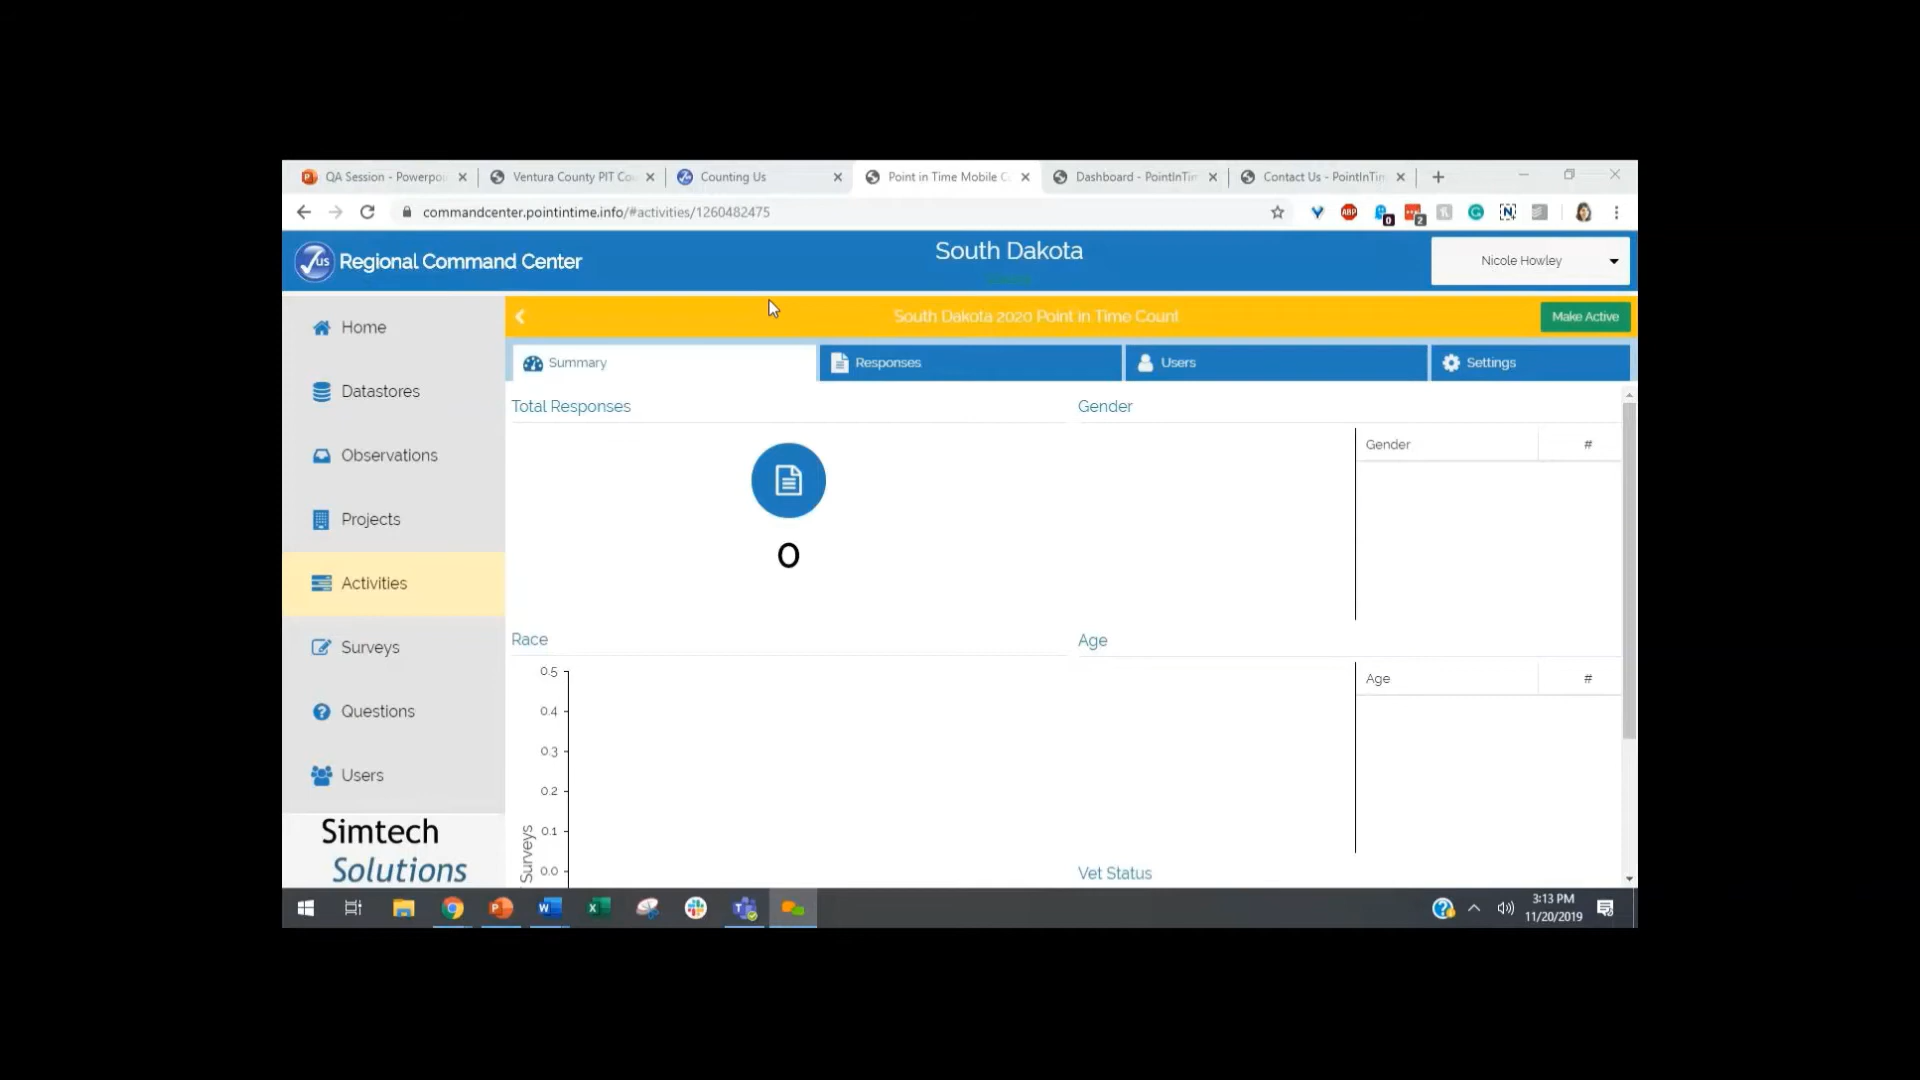 QA Session - Powerpo
Ventura County PIT Co
Counting Us
Point in Time Mobile C
Dashboard - PointInTi
Contact Us - PointInTi
commandcenter.pointintime.info/#activities/1260482475
ABP
0
2
N
us
Regional Command Center
South Dakota
Nicole Howley
South Dakota 2020 Point in Time Count
Make Active
Home
Datastores
Observations
Projects
Activities
Surveys
Questions
Users
Simtech
Solutions
Summary
Responses
Users
Settings
Total Responses
0
Gender
Gender #
Race
0.5
0.4
0.3
0.2
0.1
0.0
Surveys
Age
Age #
Vet Status
3:13 PM
11/20/2019